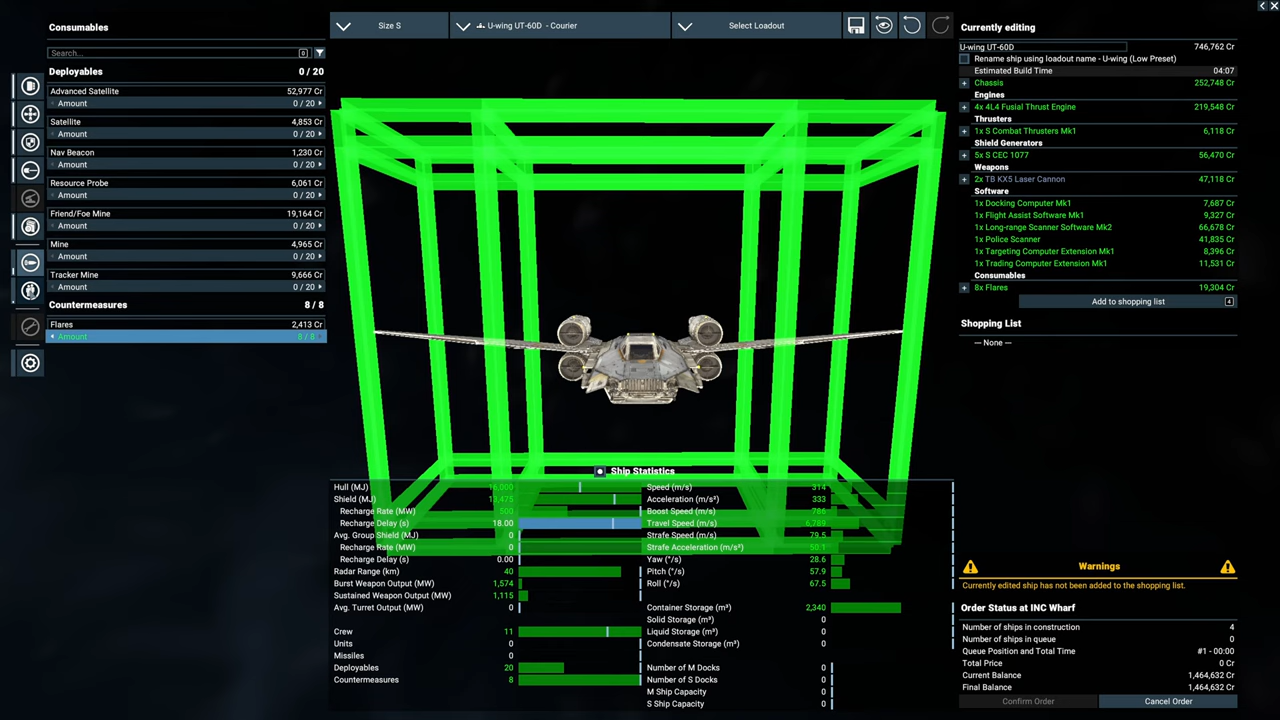 Consumables
Search...
0
Deployables 0 / 20
Advanced Satellite 52,977 Cr
Amount 0 / 20
Satellite 4,853 Cr
Amount 0 / 20
Nav Beacon 1,230 Cr
Amount 0 / 20
Resource Probe 6,061 Cr
Amount 0 / 20
Friend/Foe Mine 19,164 Cr
Amount 0 / 20
Mine 4,965 Cr
Amount 0 / 20
Tracker Mine 9,666 Cr
Amount 0 / 20
Countermeasures 8 / 8
Flares 2,413 Cr
Amount 8 / 8
Size S
U-wing UT-60D - Courier
Select Loadout
Ship Statistics
Hull (MJ) 16,000
Shield (MJ) 13,475
Recharge Rate (MW) 500
Recharge Delay (s) 18.00
Avg. Group Shield (MJ) 0
Recharge Rate (MW) 0
Recharge Delay (s) 0.00
Radar Range (km) 40
Burst Weapon Output (MW) 1,574
Sustained Weapon Output (MW) 1,115
Avg. Turret Output (MW) 0
Crew 11
Units 0
Missiles 0
Deployables 20
Countermeasures 8
Speed (m/s) 314
Acceleration (m/s²) 333
Boost Speed (m/s) 786
Travel Speed (m/s) 6,789
Strafe Speed (m/s) 79.5
Strafe Acceleration (m/s²) 50.1
Yaw (°/s) 28.6
Pitch (°/s) 57.9
Roll (°/s) 67.5
Container Storage (m³) 2,340
Solid Storage (m³) 0
Liquid Storage (m³) 0
Condensate Storage (m³) 0
Number of M Docks 0
Number of S Docks 0
M Ship Capacity 0
S Ship Capacity 0
Currently editing
U-wing UT-60D 746,762 Cr
Rename ship using loadout name - U-wing (Low Preset)
Estimated Build Time 04:07
Chassis 252,748 Cr
Engines
4x 4L4 Fusial Thrust Engine 219,548 Cr
Thrusters
1x S Combat Thrusters Mk1 6,118 Cr
Shield Generators
5x S CEC 1077 56,470 Cr
Weapons
2x TB KX5 Laser Cannon 47,118 Cr
Software
1x Docking Computer Mk1 7,687 Cr
1x Flight Assist Software Mk1 9,327 Cr
1x Long-range Scanner Software Mk2 66,678 Cr
1x Police Scanner 41,835 Cr
1x Targeting Computer Extension Mk1 8,396 Cr
1x Trading Computer Extension Mk1 11,531 Cr
Consumables
8x Flares 19,304 Cr
Add to shopping list 4
Shopping List
— None —
Warnings
Currently edited ship has not been added to the shopping list.
Order Status at INC Wharf
Number of ships in construction 4
Number of ships in queue 0
Queue Position and Total Time #1 - 00:00
Total Price 0 Cr
Current Balance 1,464,632 Cr
Final Balance 1,464,632 Cr
Confirm Order
Cancel Order